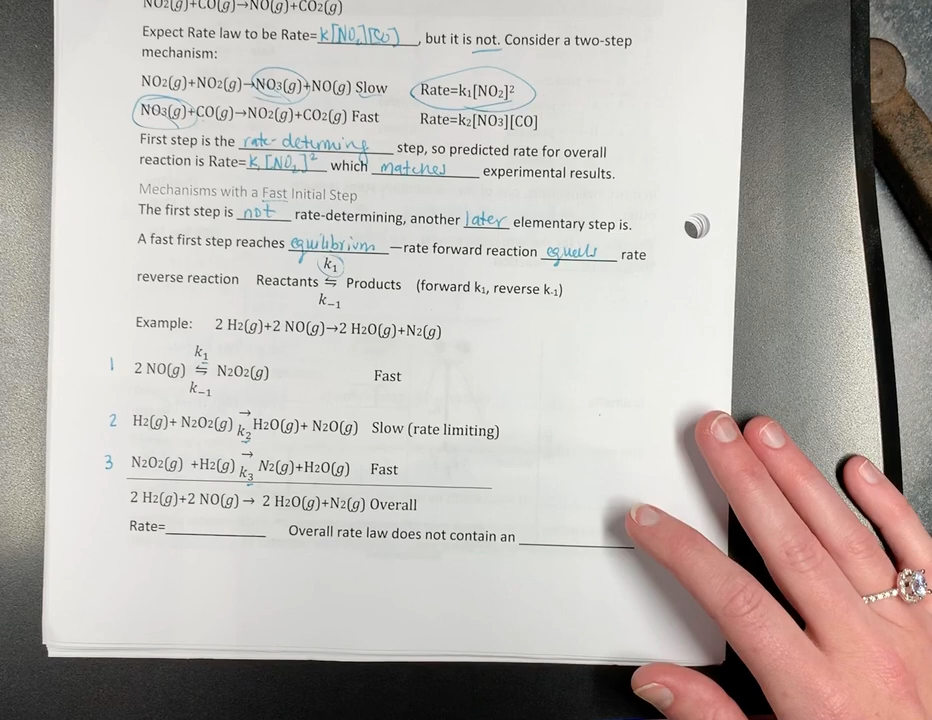 NO2(g)+CO(g)→NO(g)+CO2(g)
Expect Rate law to be Rate= k[NO2][CO] , but it is not. Consider a two-step
mechanism:
NO2(g)+NO2(g)→NO3(g)+NO(g) Slow Rate=k1[NO2]²
NO3(g)+CO(g)→NO2(g)+CO2(g) Fast Rate=k2[NO3][CO]
First step is the rate-determing step, so predicted rate for overall
reaction is Rate= k1[NO2]² which matches experimental results.
Mechanisms with a Fast Initial Step
The first step is not rate-determining, another later elementary step is.
A fast first step reaches equilibrium —rate forward reaction equals rate
k1
reverse reaction Reactants ⇋ Products (forward k1, reverse k-1)
k−1
Example: 2 H2(g)+2 NO(g)→2 H2O(g)+N2(g)
k1
1 2 NO(g) ⇋ N2O2(g) Fast
k−1
2 H2(g)+ N2O2(g) →k2 H2O(g)+ N2O(g) Slow (rate limiting)
3 N2O2(g) +H2(g) →k3 N2(g)+H2O(g) Fast
2 H2(g)+2 NO(g)→ 2 H2O(g)+N2(g) Overall
Rate=____________ Overall rate law does not contain an ____________